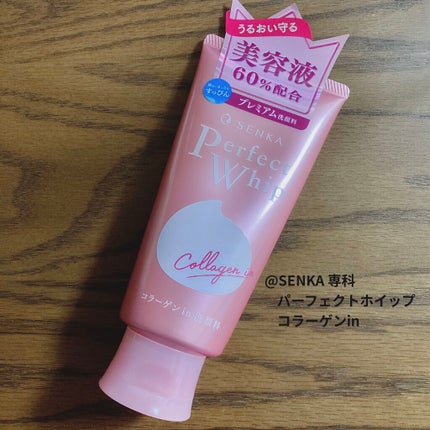 うるおい守る
美容液
60%配合
プレミアム洗顔料
すっぴん
SENKA
Perfect
Whip
Collagen in
コラーゲンin洗顔料
@SENKA 専科
パーフェクトホイップ
コラーゲンin